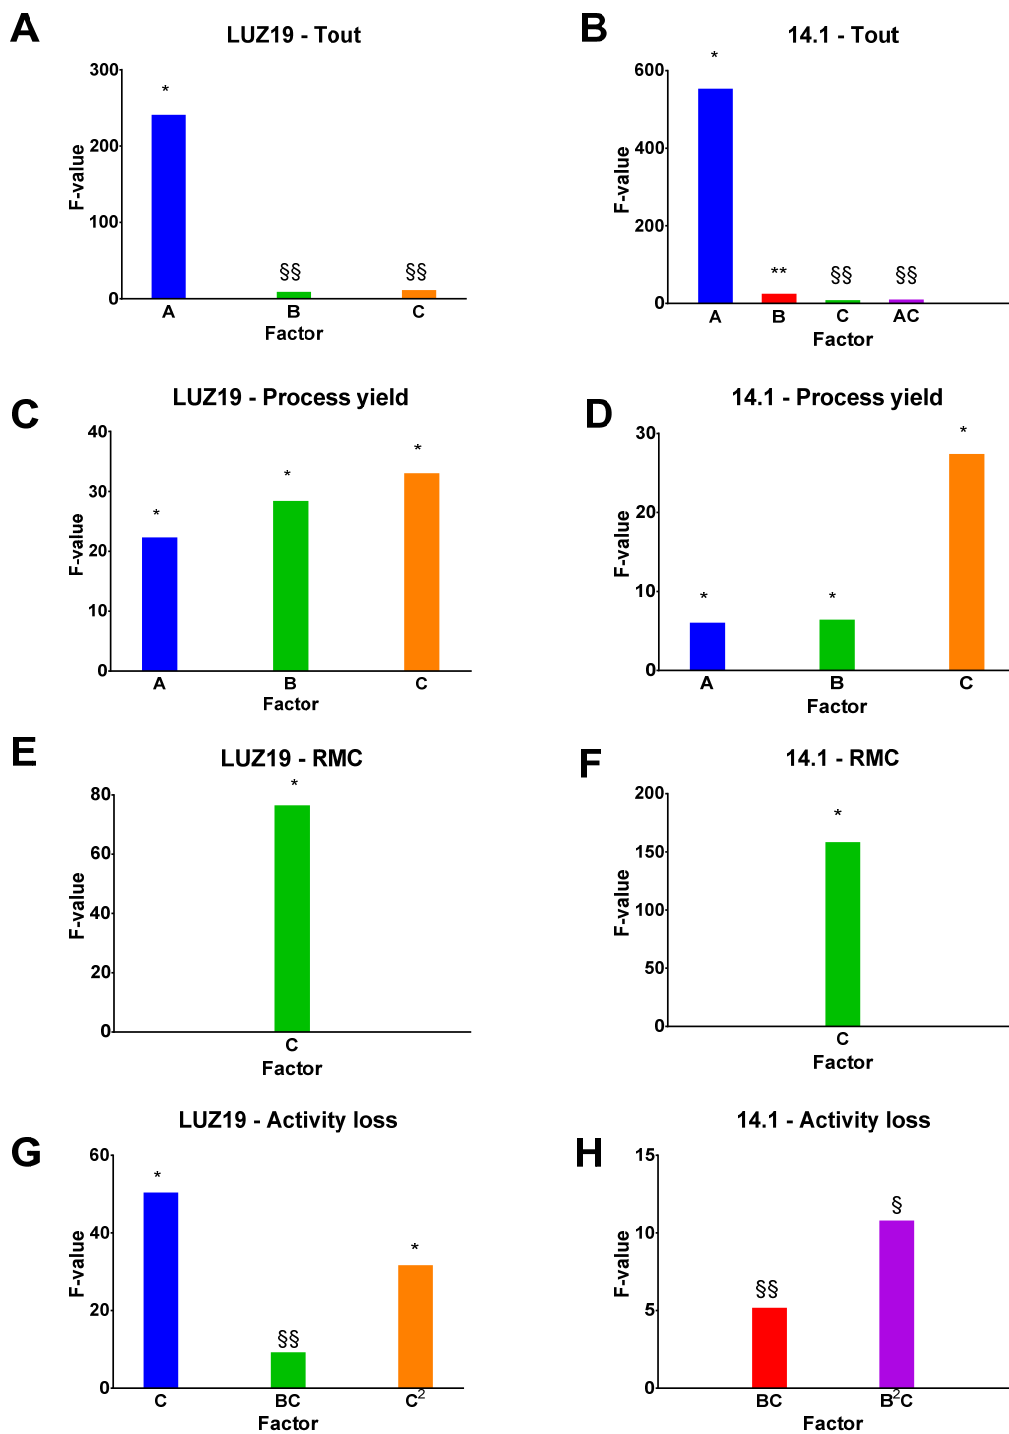 A
LUZ19 - Tout
300
200
100
0
F-value
*
§§
§§
A
B
C
Factor
B
14.1 - Tout
600
400
200
0
F-value
*
**
§§
§§
A
B
C
AC
Factor
C
LUZ19 - Process yield
40
30
20
10
0
F-value
*
*
*
A
B
C
Factor
D
14.1 - Process yield
30
20
10
0
F-value
*
*
*
A
B
C
Factor
E
LUZ19 - RMC
80
60
40
20
0
F-value
*
C
Factor
F
14.1 - RMC
200
150
100
50
0
F-value
*
C
Factor
G
LUZ19 - Activity loss
60
40
20
0
F-value
*
§§
*
C
BC
C²
Factor
H
14.1 - Activity loss
15
10
5
0
F-value
§§
§
BC
B²C
Factor